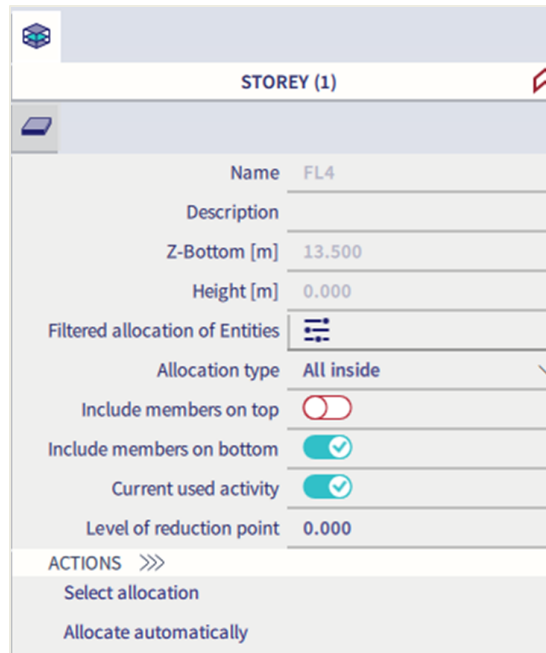 STOREY (1)
Name FL4
Description
Z-Bottom [m] 13.500
Height [m] 0.000
Filtered allocation of Entities
Allocation type All inside
Include members on top
Include members on bottom
Current used activity
Level of reduction point 0.000
ACTIONS >>>
Select allocation
Allocate automatically